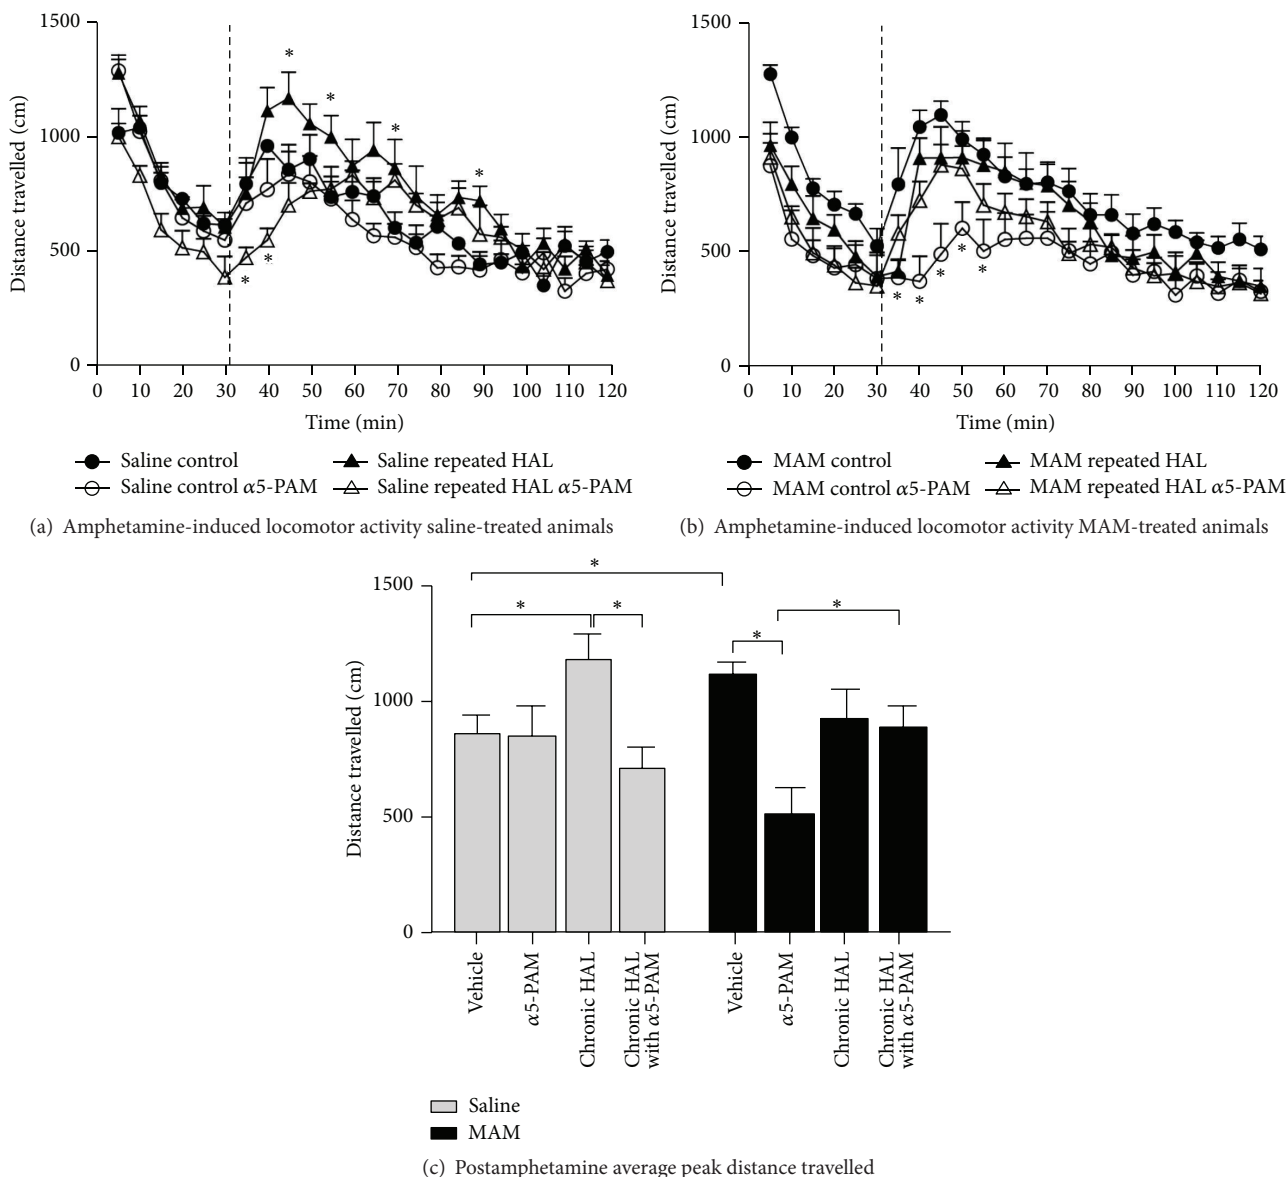 1500
1000
500
0
Distance travelled (cm)
* * * * * * *
0 10 20 30 40 50 60 70 80 90 100 110 120
Time (min)
Saline control
Saline control α5-PAM
Saline repeated HAL
Saline repeated HAL α5-PAM
(a) Amphetamine-induced locomotor activity saline-treated animals
1500
1000
500
0
Distance travelled (cm)
* * * * *
0 10 20 30 40 50 60 70 80 90 100 110 120
Time (min)
MAM control
MAM control α5-PAM
MAM repeated HAL
MAM repeated HAL α5-PAM
(b) Amphetamine-induced locomotor activity MAM-treated animals
1500
1000
500
0
Distance travelled (cm)
*
* *
* *
Vehicle
α5-PAM
Chronic HAL
Chronic HAL
with α5-PAM
Vehicle
α5-PAM
Chronic HAL
Chronic HAL
with α5-PAM
Saline
MAM
(c) Postamphetamine average peak distance travelled